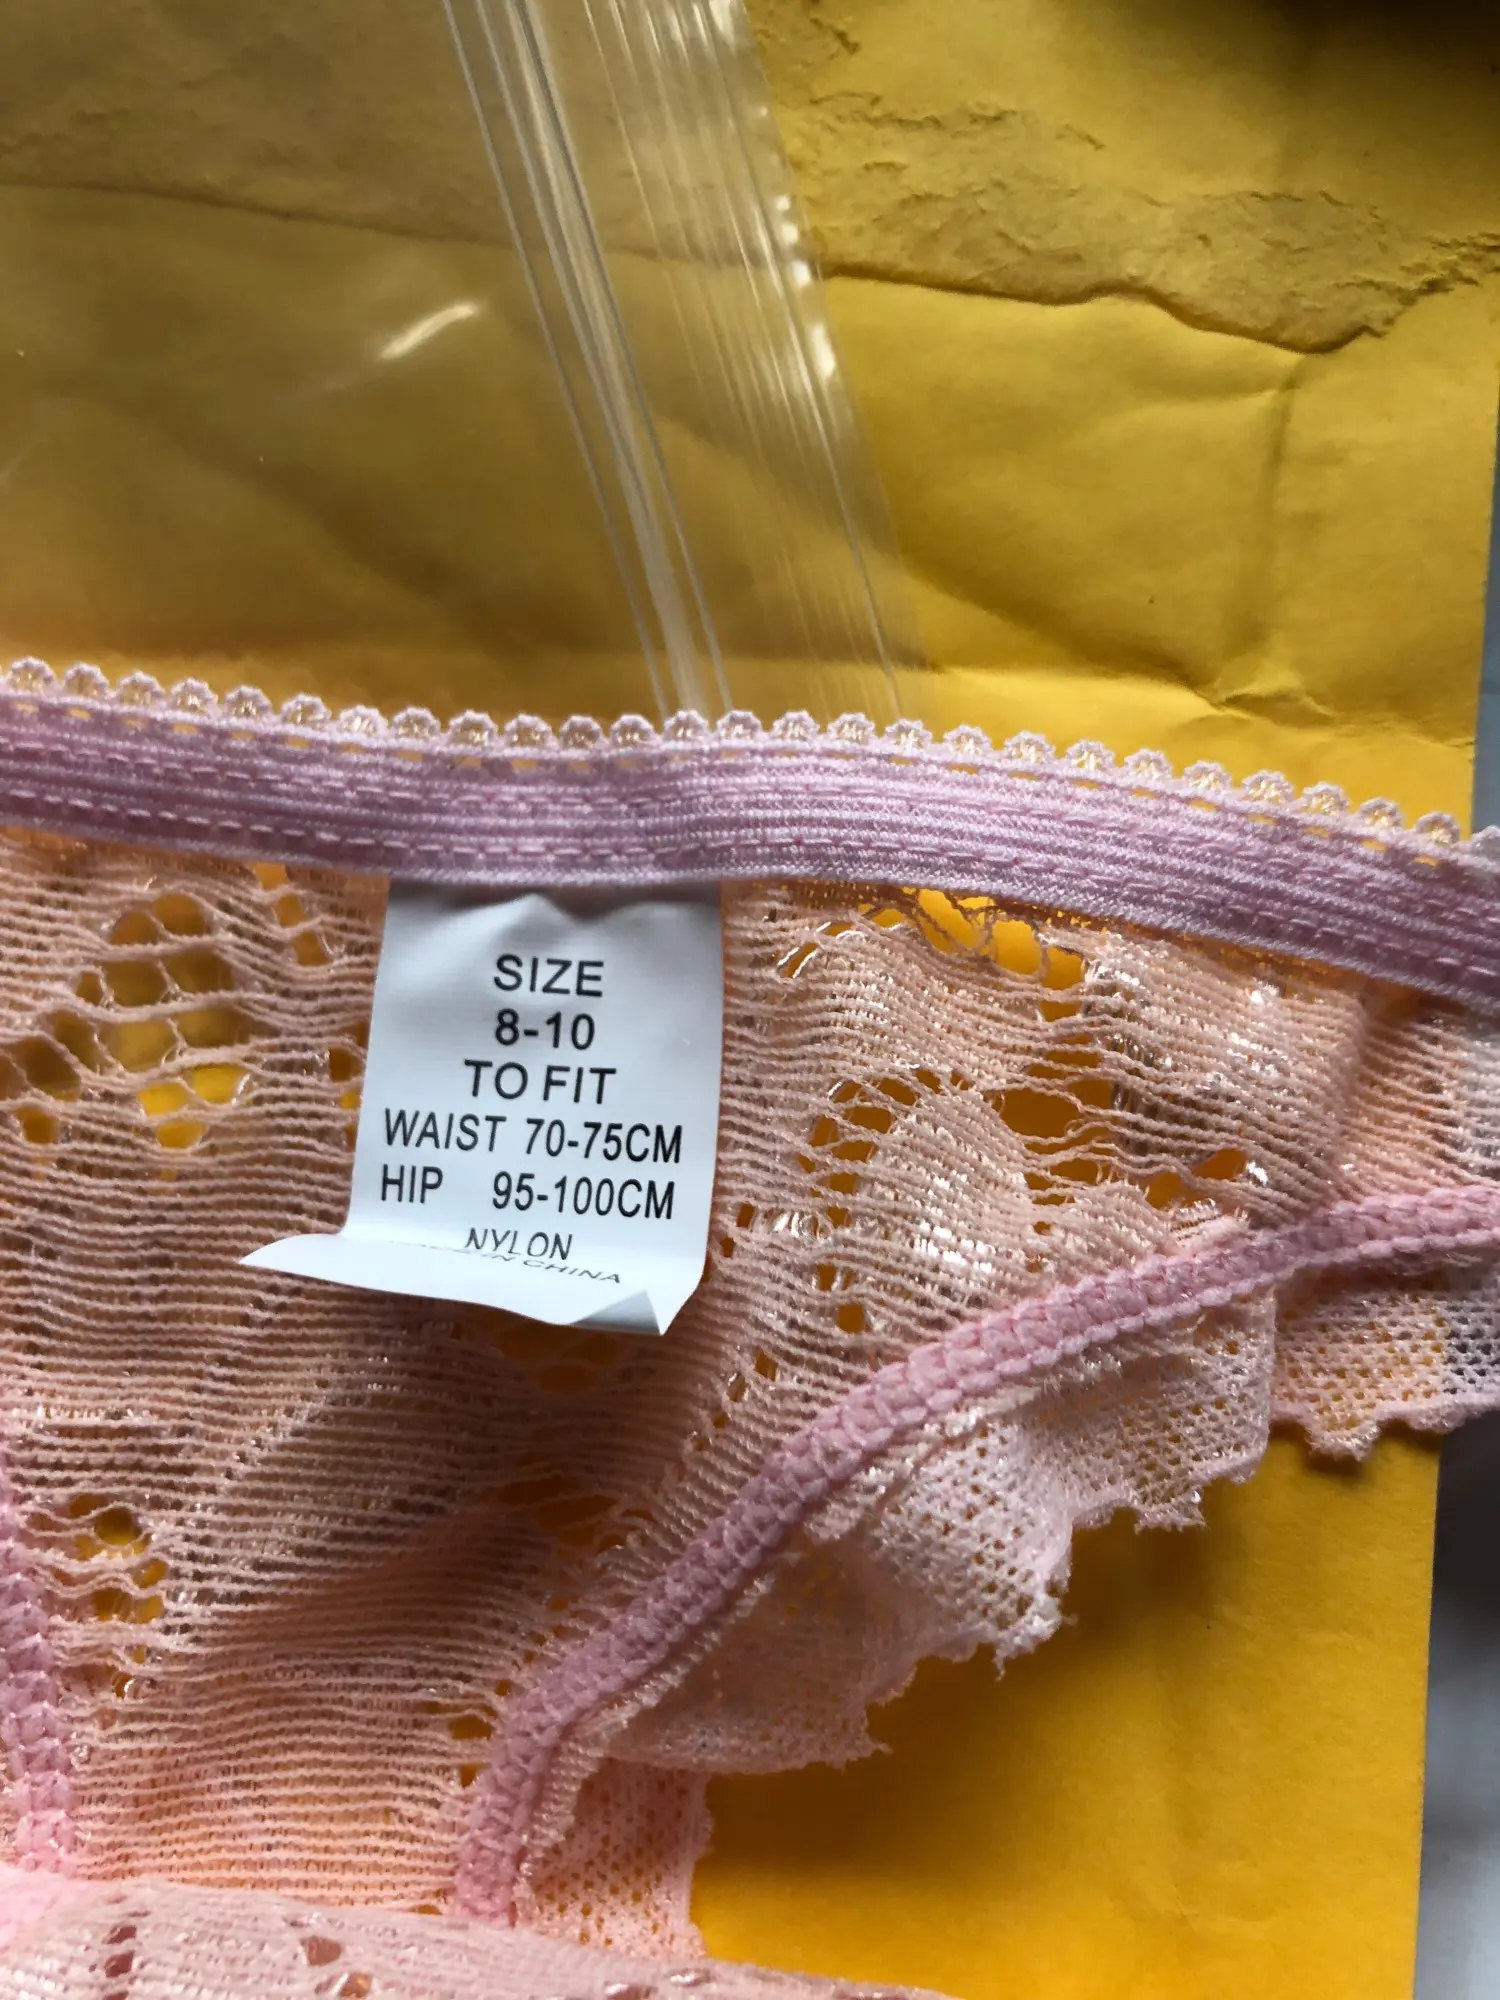 SIZE
8-10
TO FIT
WAIST 70-75CM
HIP 95-100CM
NYLON
IN CHINA